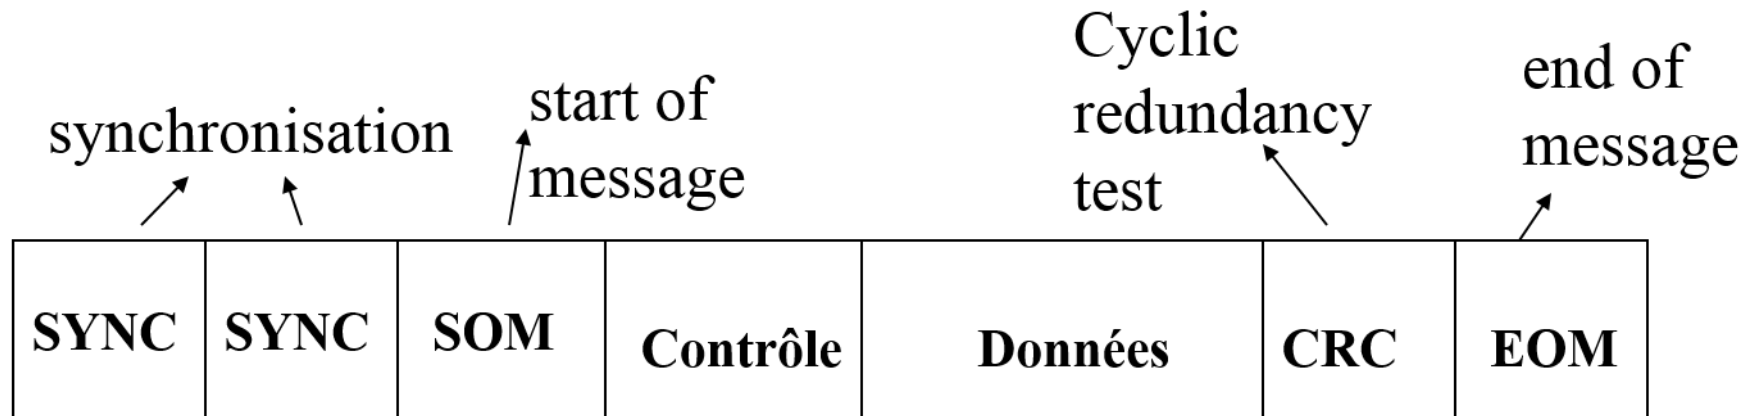 synchronisation
start of
message
Cyclic
redundancy
test
end of
message
SYNC SYNC SOM Contrôle Données CRC EOM